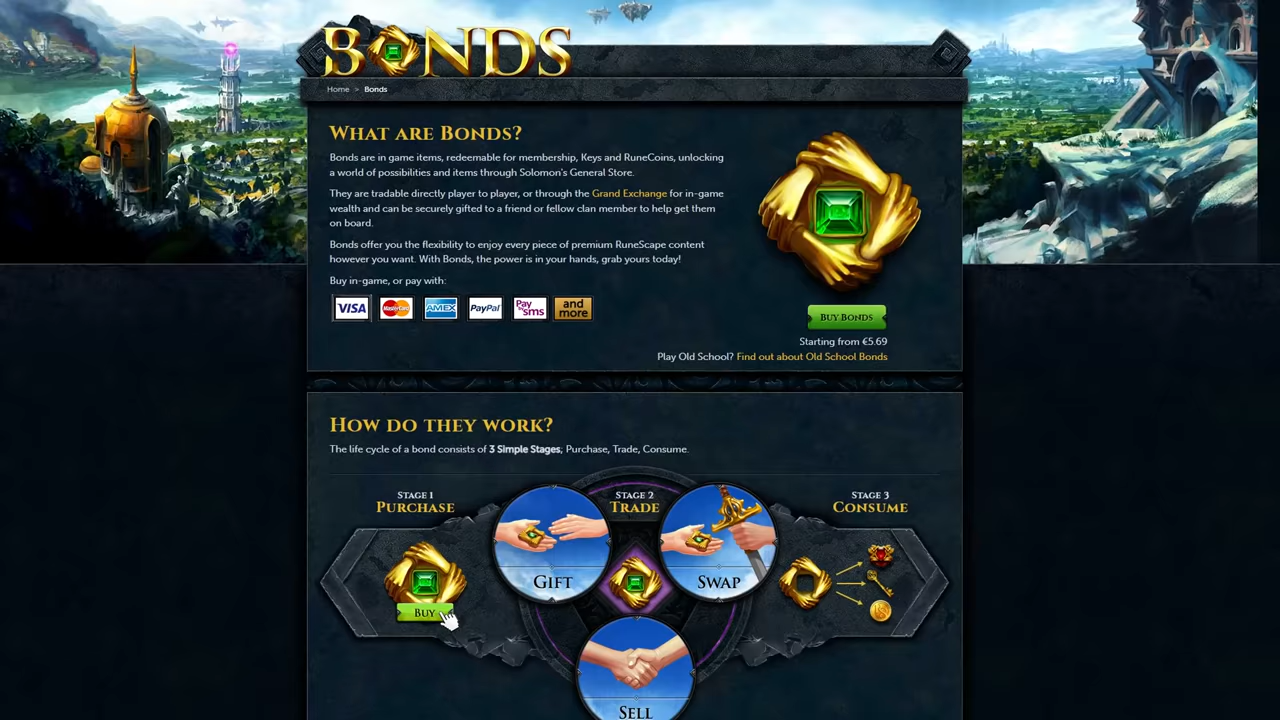 BONDS
Home > Bonds
What are Bonds?
Bonds are in game items, redeemable for membership, Keys and RuneCoins, unlocking
a world of possibilities and items through Solomon's General Store.
They are tradable directly player to player, or through the Grand Exchange for in-game
wealth and can be securely gifted to a friend or fellow clan member to help get them
on board.
Bonds offer you the flexibility to enjoy every piece of premium RuneScape content
however you want. With Bonds, the power is in your hands, grab yours today!
Buy in-game, or pay with:
VISA MasterCard AMEX PayPal Pay by sms and more
Buy Bonds
Starting from €5.69
Play Old School? Find out about Old School Bonds
How do they work?
The life cycle of a bond consists of 3 Simple Stages; Purchase, Trade, Consume.
Stage 1
Purchase
Stage 2
Trade
Stage 3
Consume
Gift
Swap
Buy
Sell